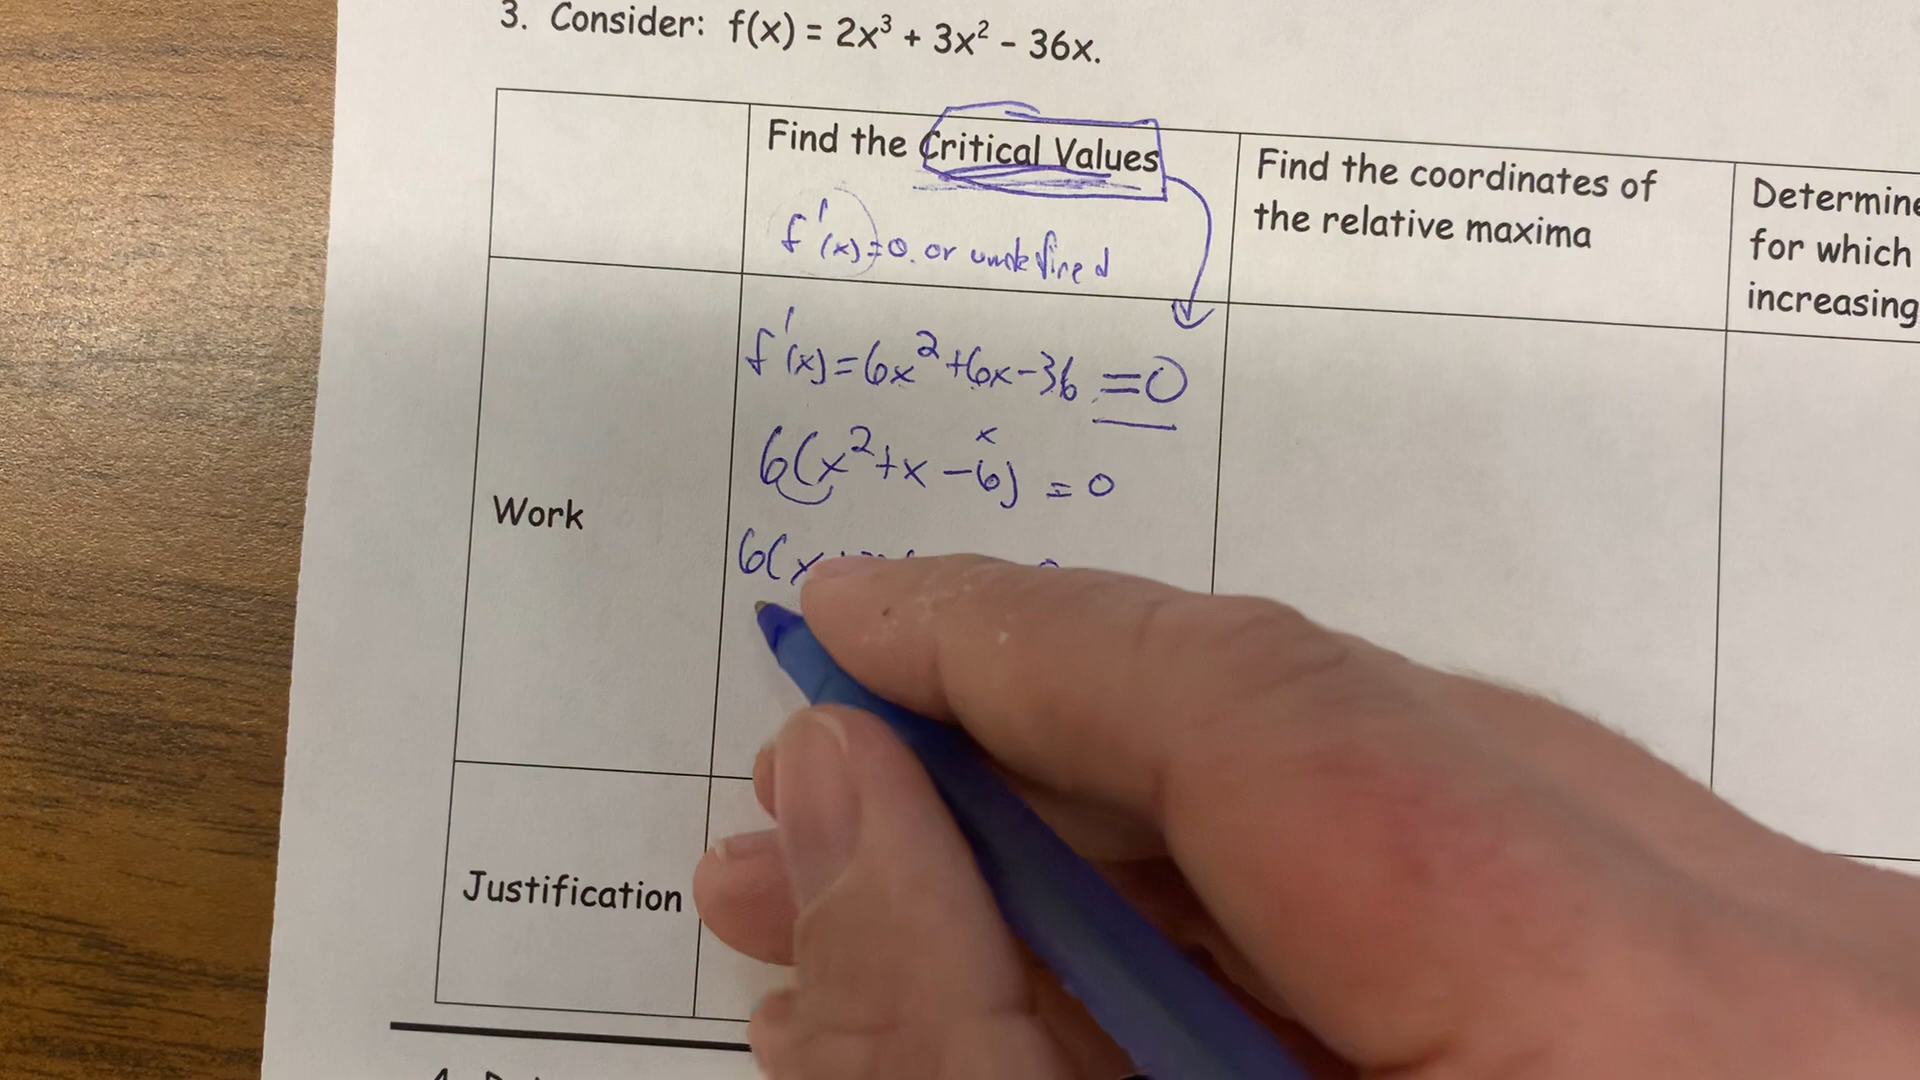 3. Consider: f(x) = 2x³ + 3x² - 36x.
Find the Critical Values
f'(x)=0. or undefined
Find the coordinates of
the relative maxima
Determine
for which
increasing
Work
f'(x)=6x²+6x-36 =0
x
6(x²+x-6) = 0
6(x
Justification